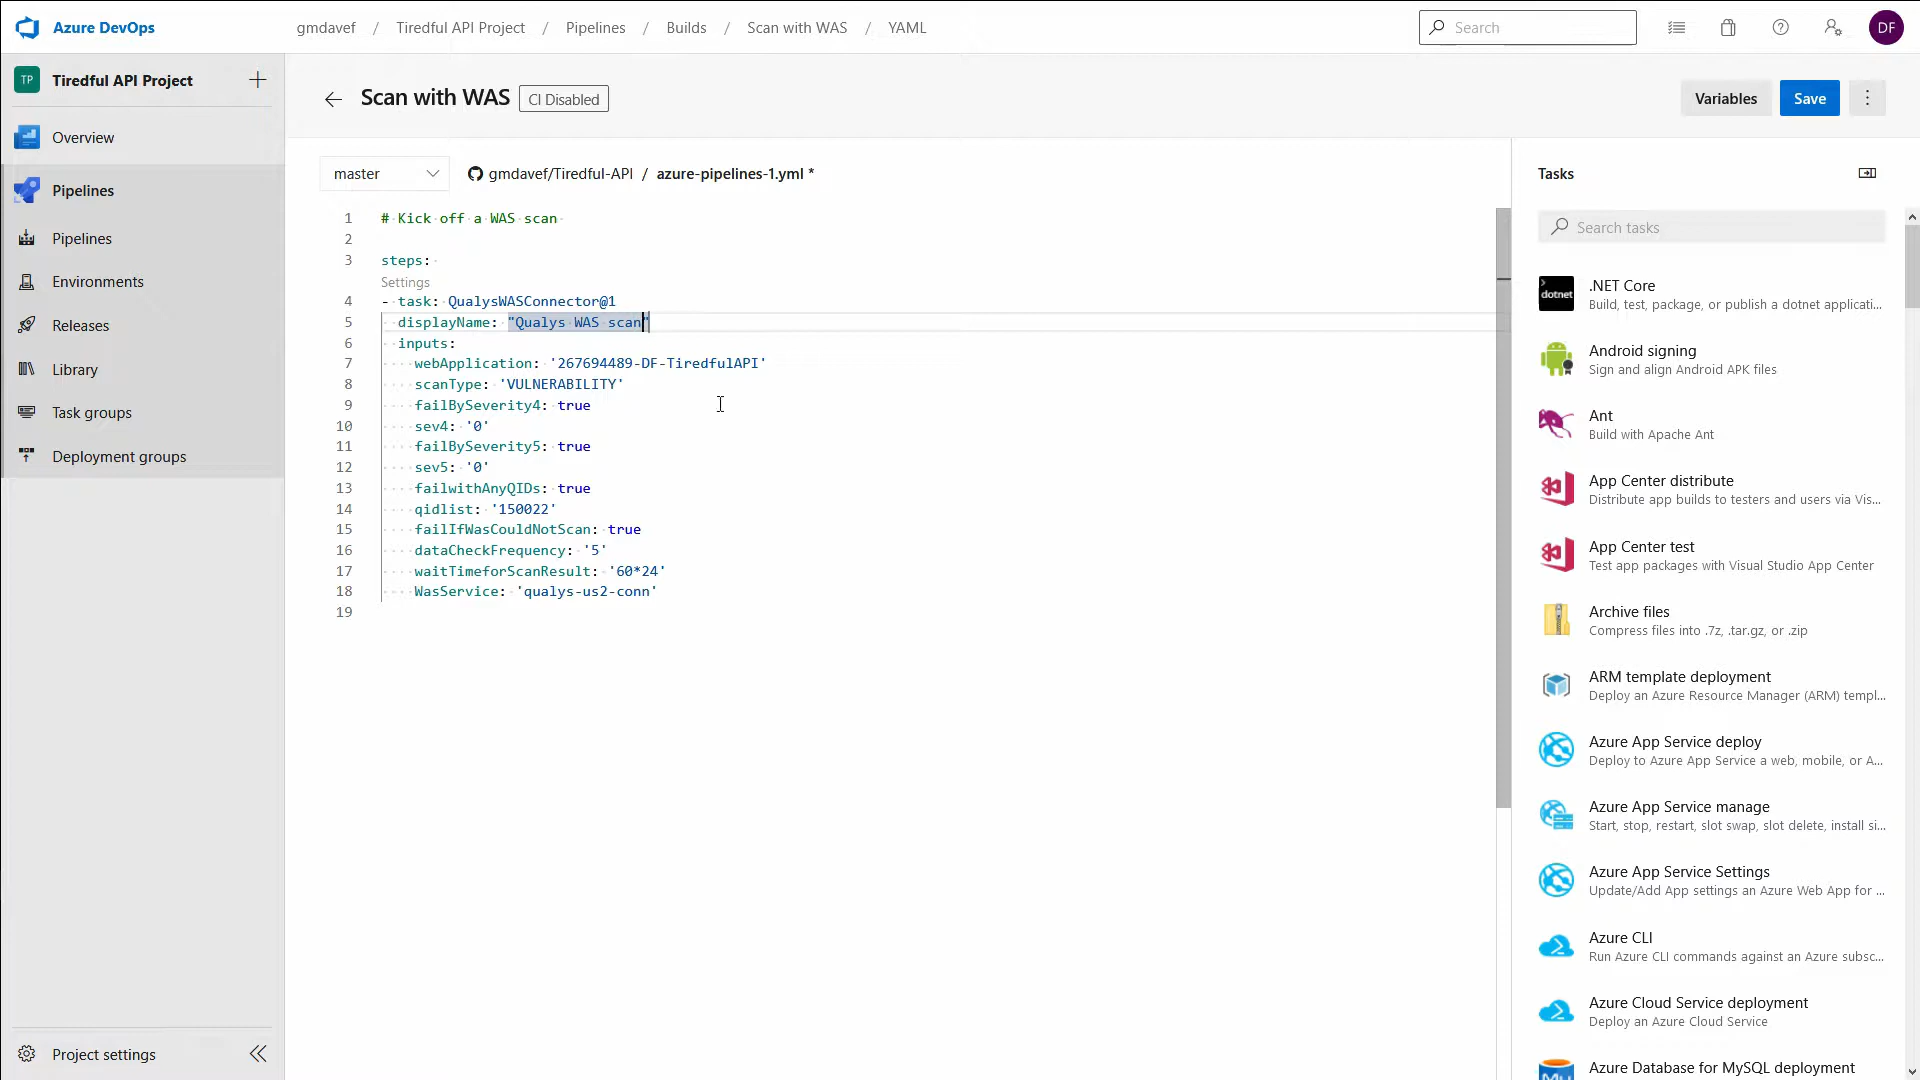 Azure DevOps
gmdavef / Tiredful API Project / Pipelines / Builds / Scan with WAS / YAML
Search
DF
TP Tiredful API Project
Overview
Pipelines
Pipelines
Environments
Releases
Library
Task groups
Deployment groups
Project settings
Scan with WAS CI Disabled
Variables Save
master gmdavef/Tiredful-API / azure-pipelines-1.yml *
1 # Kick off a WAS scan
2
3 steps:
Settings
4 - task: QualysWASConnector@1
5 displayName: "Qualys WAS scan"
6 inputs:
7 webApplication: '267694489-DF-TiredfulAPI'
8 scanType: 'VULNERABILITY'
9 failBySeverity4: true
10 sev4: '0'
11 failBySeverity5: true
12 sev5: '0'
13 failwithAnyQIDs: true
14 qidlist: '150022'
15 failIfWasCouldNotScan: true
16 dataCheckFrequency: '5'
17 waitTimeforScanResult: '60*24'
18 WasService: 'qualys-us2-conn'
19
Tasks
Search tasks
dotnet
.NET Core
Build, test, package, or publish a dotnet applicati...
Android signing
Sign and align Android APK files
Ant
Build with Apache Ant
App Center distribute
Distribute app builds to testers and users via Vis...
App Center test
Test app packages with Visual Studio App Center
Archive files
Compress files into .7z, .tar.gz, or .zip
ARM template deployment
Deploy an Azure Resource Manager (ARM) templ...
Azure App Service deploy
Deploy to Azure App Service a web, mobile, or A...
Azure App Service manage
Start, stop, restart, slot swap, slot delete, install si...
Azure App Service Settings
Update/Add App settings an Azure Web App for ...
Azure CLI
Run Azure CLI commands against an Azure subsc...
Azure Cloud Service deployment
Deploy an Azure Cloud Service
Azure Database for MySQL deployment